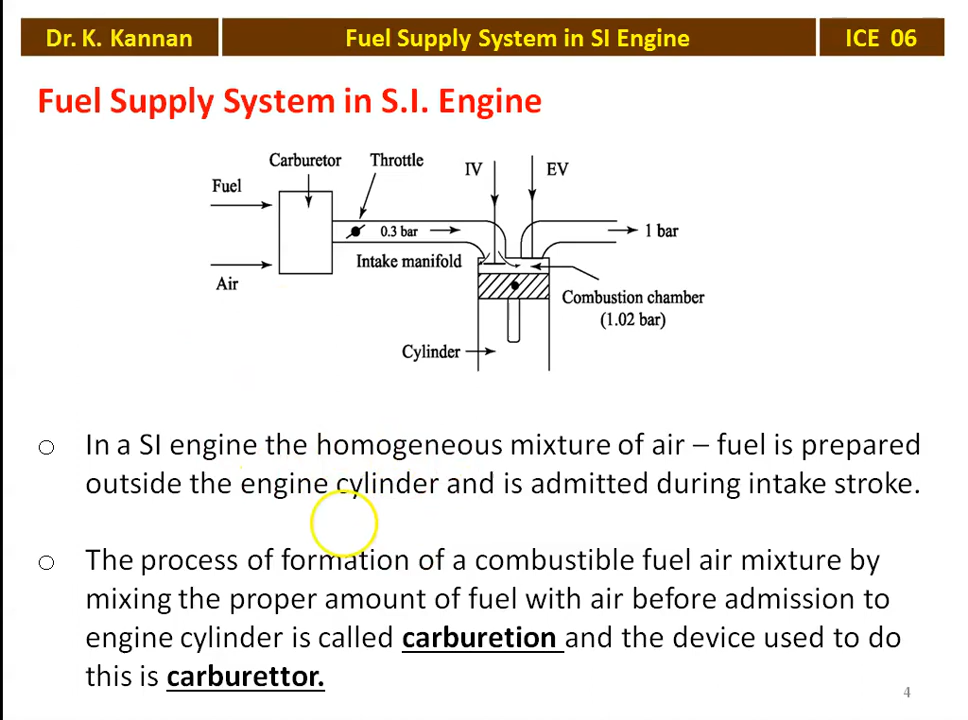 Dr. K. Kannan
Fuel Supply System in SI Engine
ICE 06
Fuel Supply System in S.I. Engine
Carburetor
Throttle
IV
EV
Fuel
0.3 bar
1 bar
Intake manifold
Air
Combustion chamber
(1.02 bar)
Cylinder
o In a SI engine the homogeneous mixture of air – fuel is prepared
outside the engine cylinder and is admitted during intake stroke.
o The process of formation of a combustible fuel air mixture by
mixing the proper amount of fuel with air before admission to
engine cylinder is called carburetion and the device used to do
this is carburettor.
4